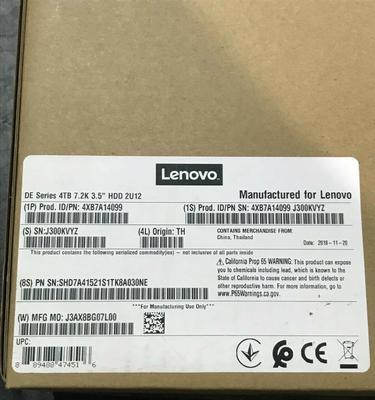 Lenovo
DE Series 4TB 7.2K 3.5" HDD 2U12
Manufactured for Lenovo
(1P) Prod. ID/PN: 4XB7A14099
(1S) Prod. ID/PN SN: 4XB7A14099 J300KVYZ
(S) SN:J300KVYZ
(4L) Origin: TH
CONTAINS MERCHANDISE FROM:
China, Thailand
Date: 2018-11-20
This product contains the following serialized commodity(ies) – not inclusive of all parts inside
(8S) PN SN:SHD7A41521S1TK8A030NE
California Prop 65 WARNING: This product can expose
you to chemicals including lead, which is known to the
State of California to cause cancer and birth defects or
other reproductive harm. For more information, go to
www.P65Warnings.ca.gov.
***For Manufacturing Use Only**
(W) MFG MO: J3AX8BG07L00
UPC:
8 89488 47451 6